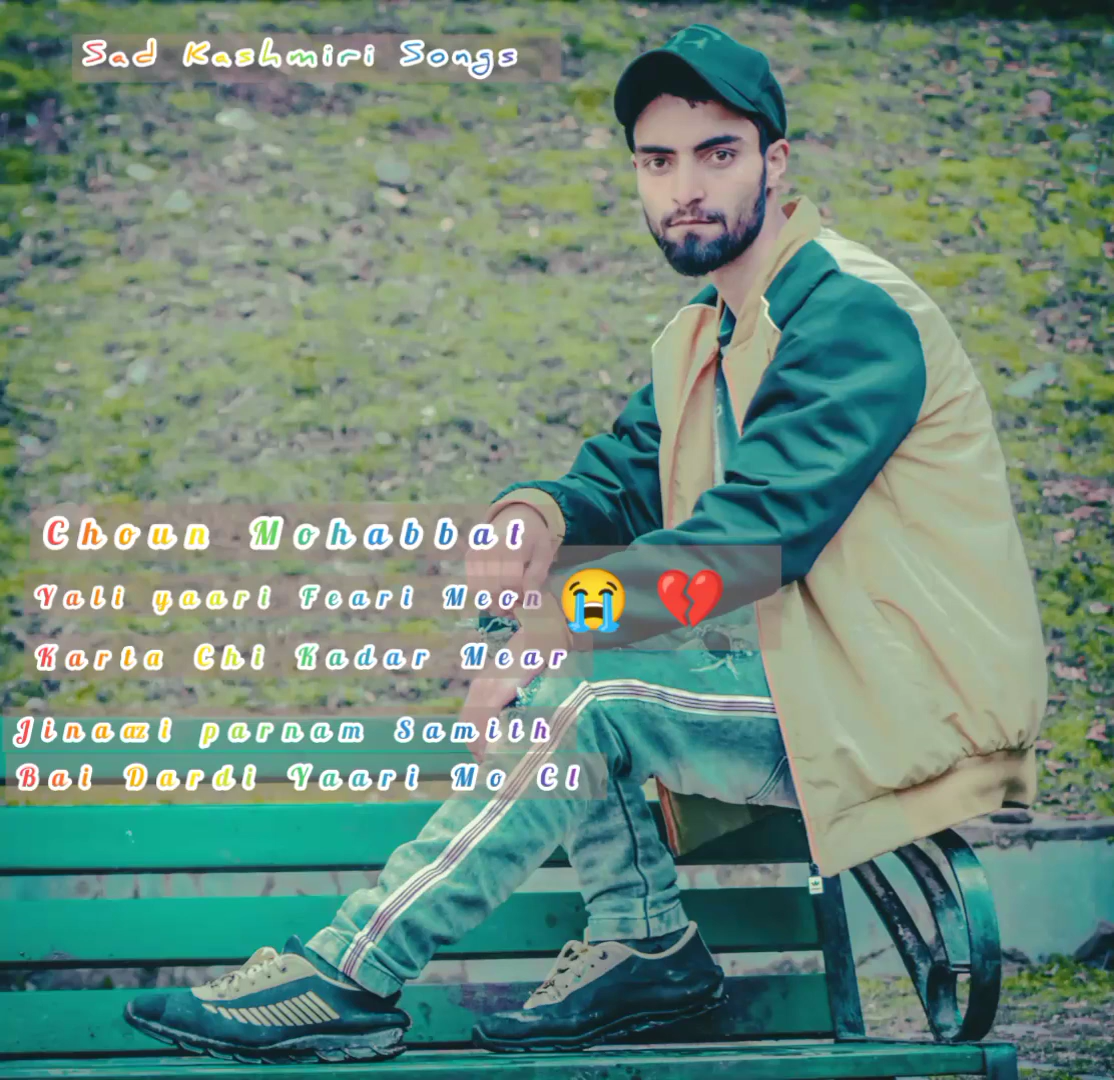 Sad Kashmiri Songs
Choun Mohabbat
Yali yaari Feari Meon 😭 💔
Karta Chi Kadar Mear
Jinaazi parnam Samith
Bai Dardi Yaari Mo Cl